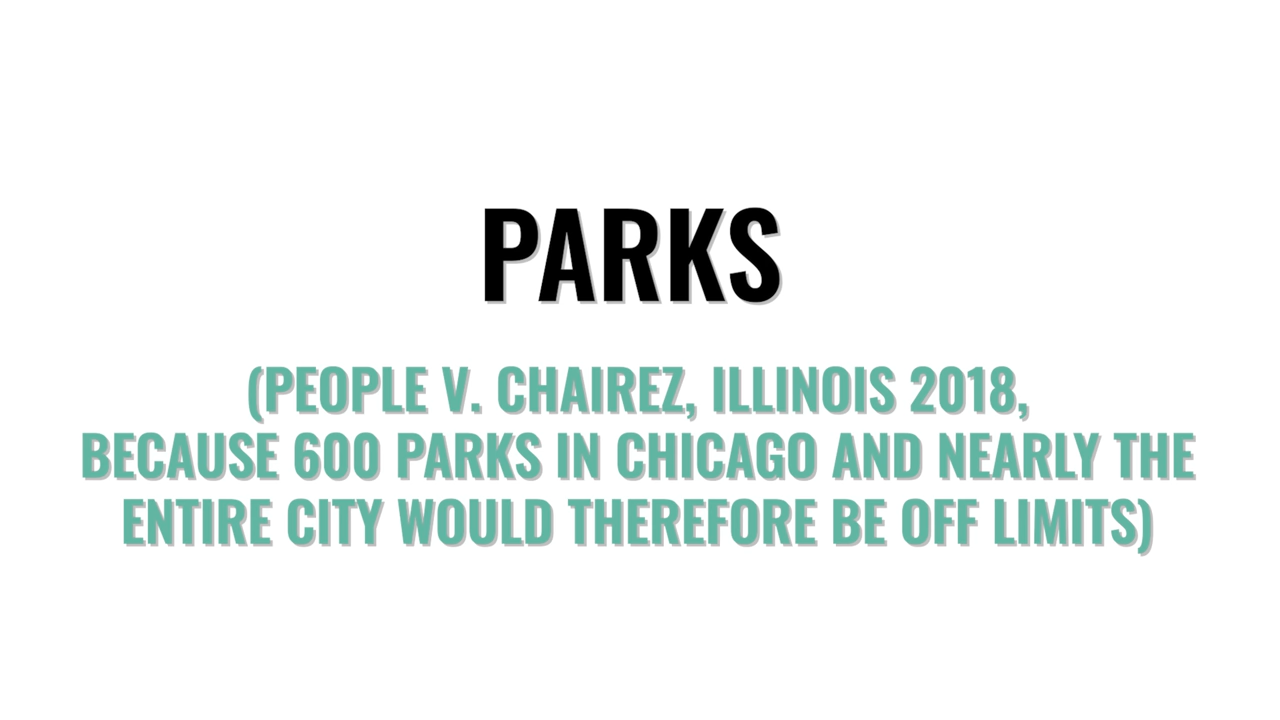 PARKS
(PEOPLE V. CHAIREZ, ILLINOIS 2018,
BECAUSE 600 PARKS IN CHICAGO AND NEARLY THE
ENTIRE CITY WOULD THEREFORE BE OFF LIMITS)